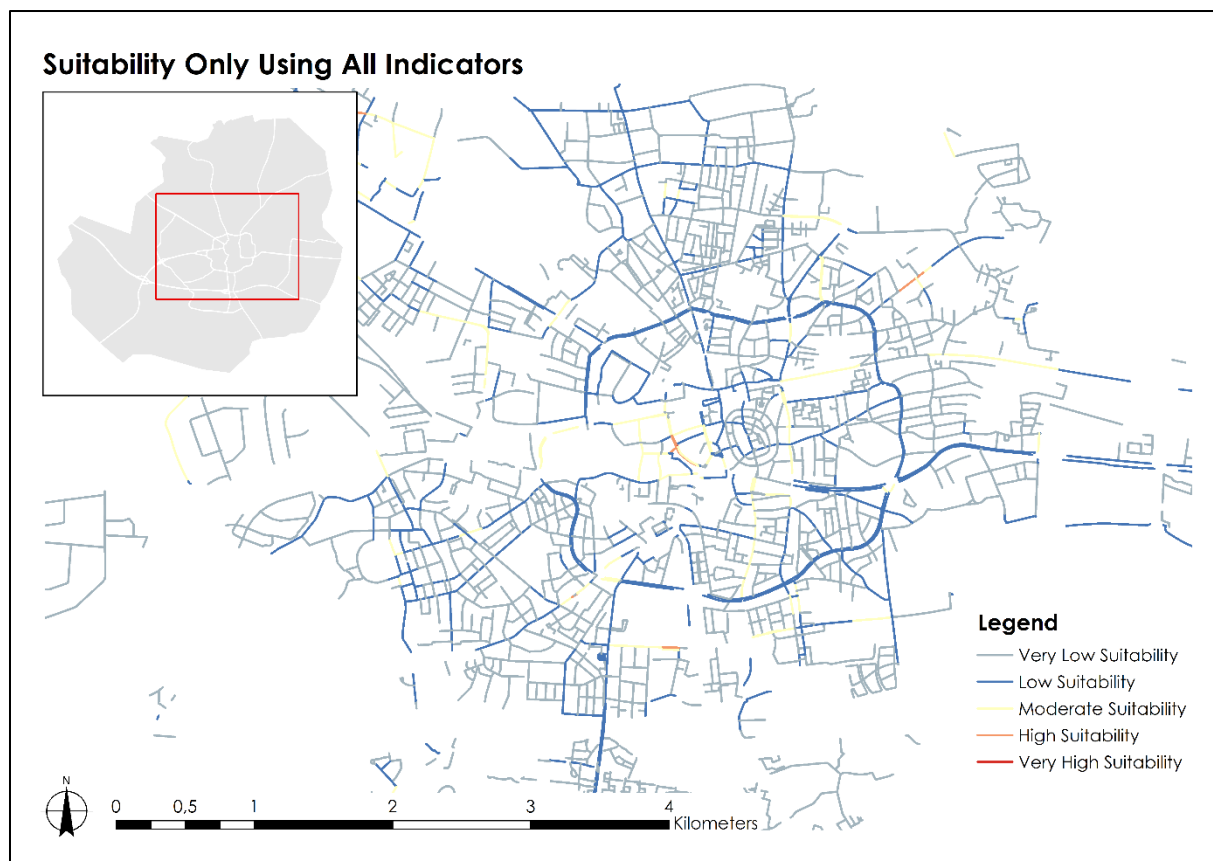 Suitability Only Using All Indicators
Legend
Very Low Suitability
Low Suitability
Moderate Suitability
High Suitability
Very High Suitability
N
0 0,5 1 2 3 4
Kilometers